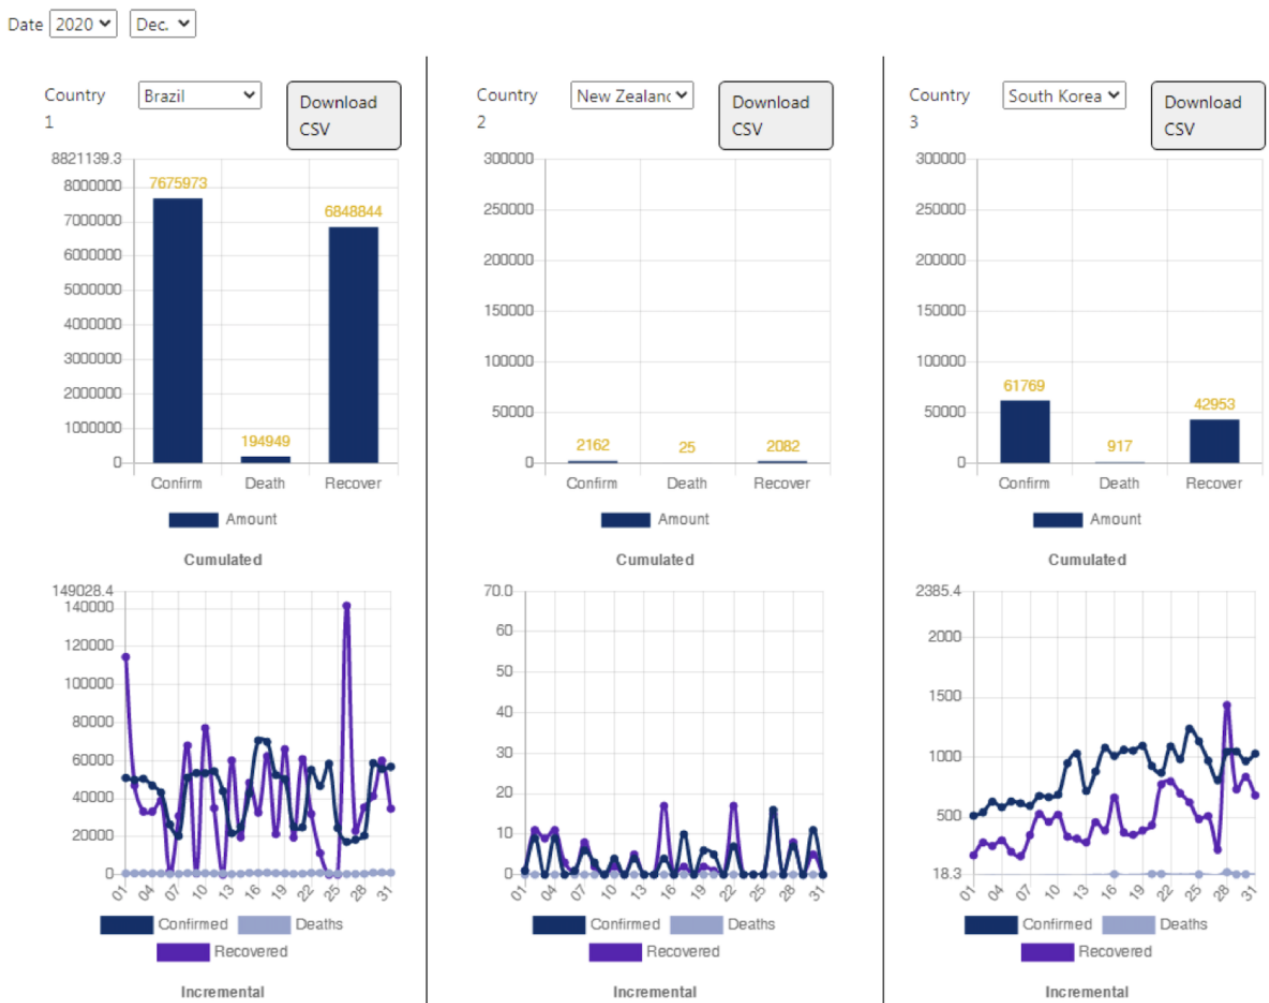 Date 2020 Dec.
Country 1 Brazil Download CSV
8821139.3
8000000
7000000
6000000
5000000
4000000
3000000
2000000
1000000
0
7675973
194949
6848844
Confirm Death Recover
Amount
Cumulated
149028.4
140000
120000
100000
80000
60000
40000
20000
0
01 04 07 10 13 16 19 22 25 28 31
Confirmed Deaths
Recovered
Incremental
Country 2 New Zealand Download CSV
300000
250000
200000
150000
100000
50000
0
2162
25
2082
Confirm Death Recover
Amount
Cumulated
70.0
60
50
40
30
20
10
0
01 04 07 10 13 16 19 22 25 28 31
Confirmed Deaths
Recovered
Incremental
Country 3 South Korea Download CSV
300000
250000
200000
150000
100000
50000
0
61769
917
42953
Confirm Death Recover
Amount
Cumulated
2385.4
2000
1500
1000
500
18.3
01 04 07 10 13 16 19 22 25 28 31
Confirmed Deaths
Recovered
Incremental